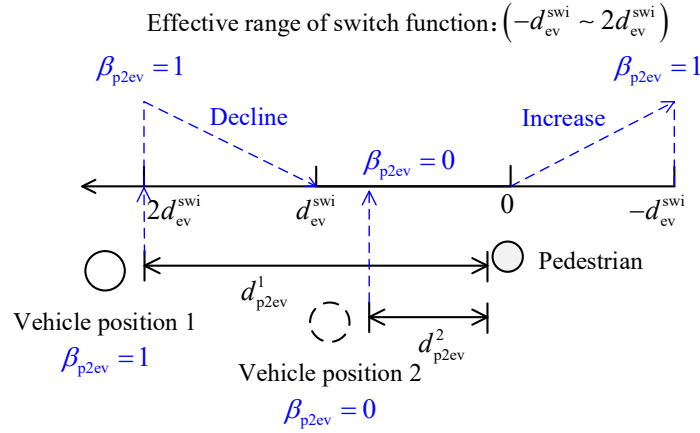 Effective range of switch function: (−d_ev^swi ~ 2d_ev^swi)
β_p2ev = 1
β_p2ev = 1
Decline
Increase
β_p2ev = 0
2d_ev^swi
d_ev^swi
0
−d_ev^swi
d_p2ev^1
Pedestrian
Vehicle position 1
β_p2ev = 1
d_p2ev^2
Vehicle position 2
β_p2ev = 0